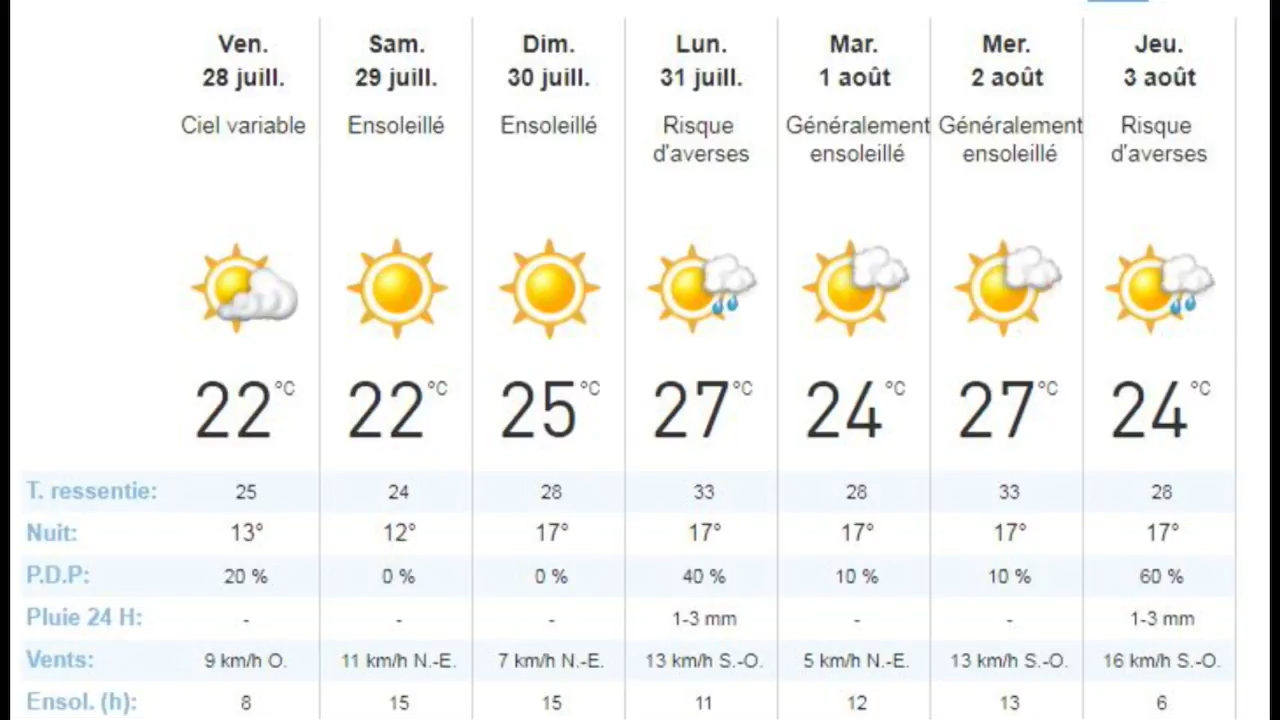 Ven. Sam. Dim. Lun. Mar. Mer. Jeu.
28 juill. 29 juill. 30 juill. 31 juill. 1 août 2 août 3 août
Ciel variable Ensoleillé Ensoleillé Risque Généralement Généralement Risque
d'averses ensoleillé ensoleillé d'averses
22°C 22°C 25°C 27°C 24°C 27°C 24°C
T. ressentie: 25 24 28 33 28 33 28
Nuit: 13° 12° 17° 17° 17° 17° 17°
P.D.P: 20 % 0 % 0 % 40 % 10 % 10 % 60 %
Pluie 24 H: - - - 1-3 mm - - 1-3 mm
Vents: 9 km/h O. 11 km/h N.-E. 7 km/h N.-E. 13 km/h S.-O. 5 km/h N.-E. 13 km/h S.-O. 16 km/h S.-O.
Ensol. (h): 8 15 15 11 12 13 6